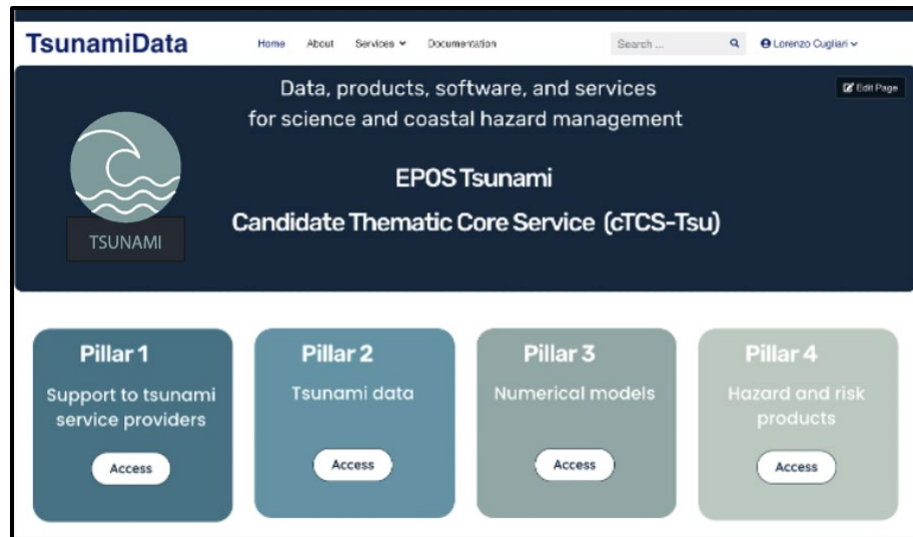 TsunamiData
Home About Services Documentation
Search ...
Lorenzo Cugliari
Data, products, software, and services
for science and coastal hazard management
Edit Page
EPOS Tsunami
Candidate Thematic Core Service (cTCS-Tsu)
TSUNAMI
Pillar 1
Support to tsunami
service providers
Access
Pillar 2
Tsunami data
Access
Pillar 3
Numerical models
Access
Pillar 4
Hazard and risk
products
Access